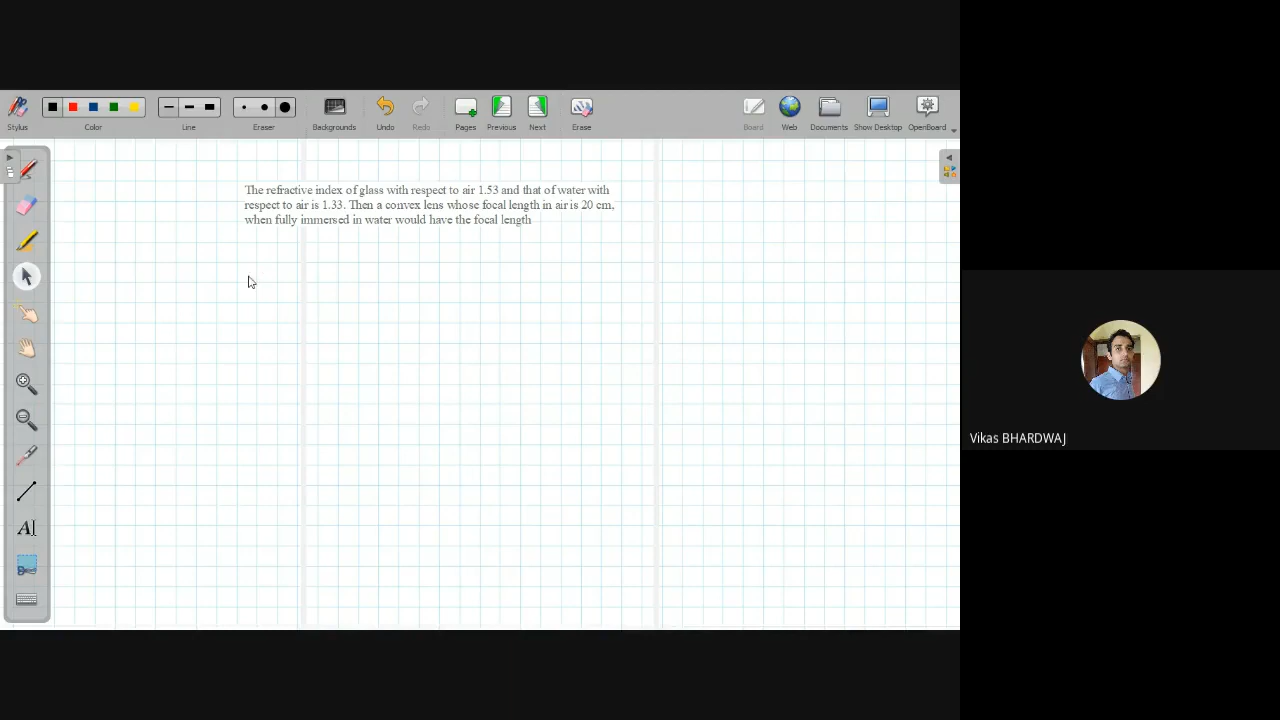 Stylus
Color
Line
Eraser
Backgrounds
Undo
Redo
Pages
Previous
Next
Erase
Board
Web
Documents
Show Desktop
OpenBoard
The refractive index of glass with respect to air 1.53 and that of water with
respect to air is 1.33. Then a convex lens whose focal length in air is 20 cm,
when fully immersed in water would have the focal length
A
Vikas BHARDWAJ